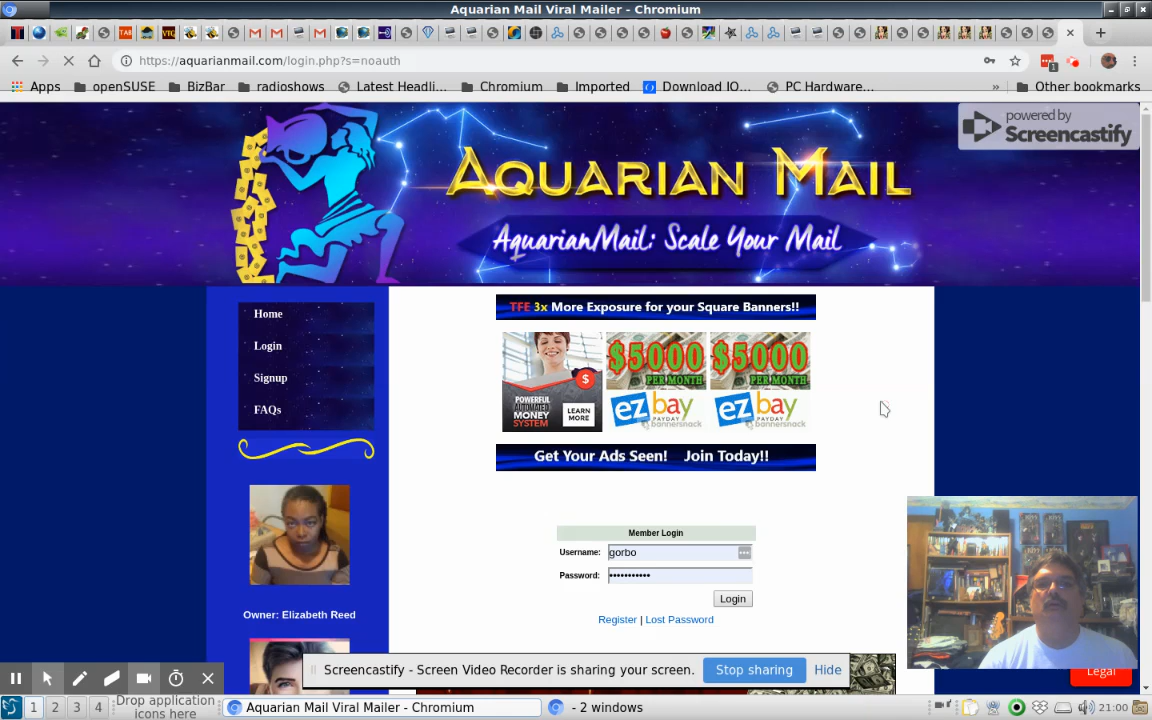 Aquarian Mail Viral Mailer - Chromium
https://aquarianmail.com/login.php?s=noauth
Apps openSUSE BizBar radioshows Latest Headli... Chromium Imported Download IO... PC Hardware... » Other bookmarks
powered by
Screencastify
AQUARIAN MAIL
AquarianMail: Scale Your Mail
Home
Login
Signup
FAQs
Owner: Elizabeth Reed
TFE 3x More Exposure for your Square Banners!!
POWERFUL
AUTOMATED
MONEY
SYSTEM
LEARN
MORE
$
$5000
PER MONTH
ezbay
PAYDAY
bannersnack
$5000
PER MONTH
ezbay
PAYDAY
bannersnack
Get Your Ads Seen! Join Today!!
Member Login
Username: gorbo
Password: •••••••••••
Login
Register | Lost Password
Screencastify - Screen Video Recorder is sharing your screen. Stop sharing Hide
Legal
1 2 3 4
Drop application
icons here
Aquarian Mail Viral Mailer - Chromium
- 2 windows
21:00